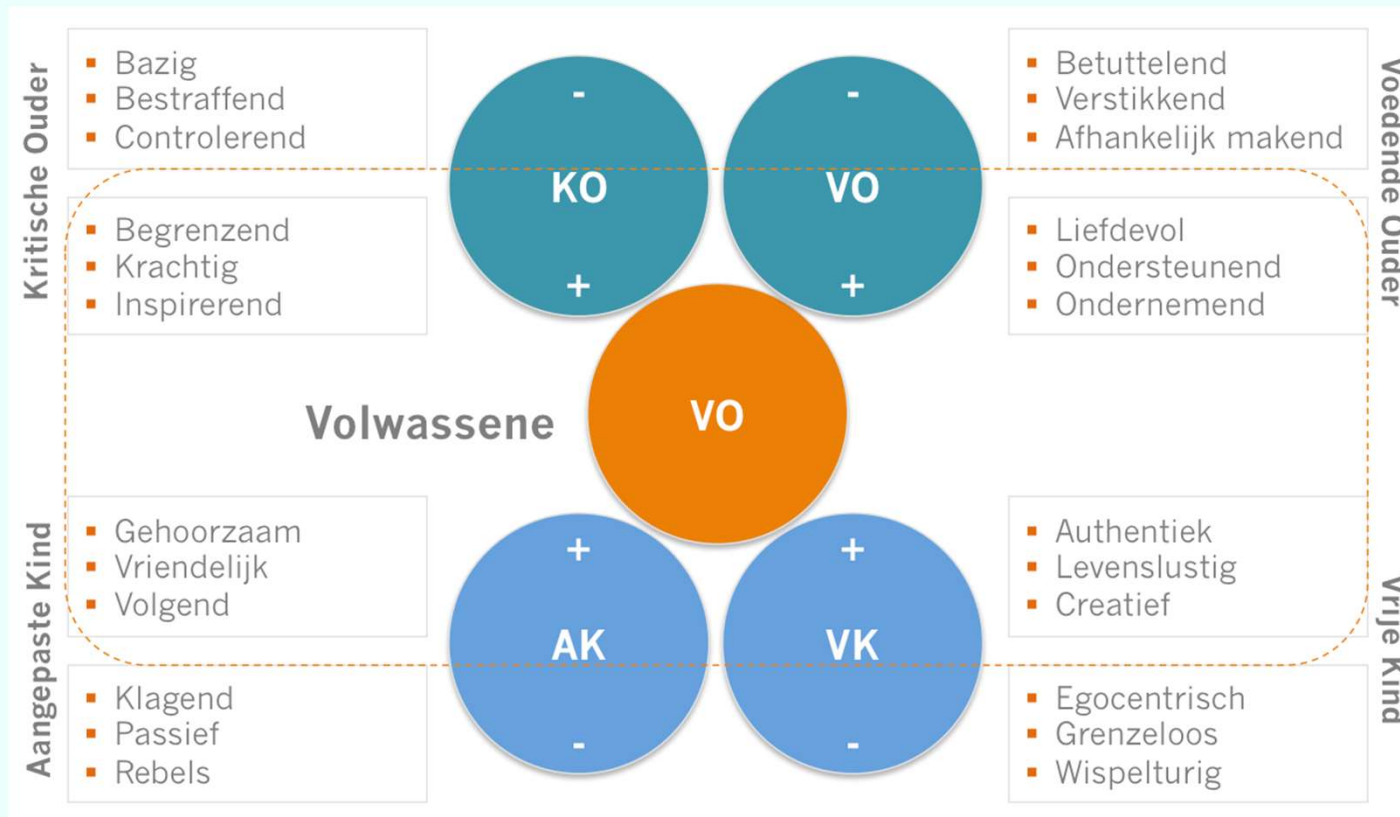 Kritische Ouder
Bazig
Bestraffend
Controlerend
Begrenzend
Krachtig
Inspirerend
-
KO
+
-
VO
+
Voedende Ouder
Betuttelend
Verstikkend
Afhankelijk makend
Liefdevol
Ondersteunend
Ondernemend
Volwassene
VO
Aangepaste Kind
Gehoorzaam
Vriendelijk
Volgend
Klagend
Passief
Rebels
+
AK
-
+
VK
-
Vrije Kind
Authentiek
Levenslustig
Creatief
Egocentrisch
Grenzeloos
Wispelturig